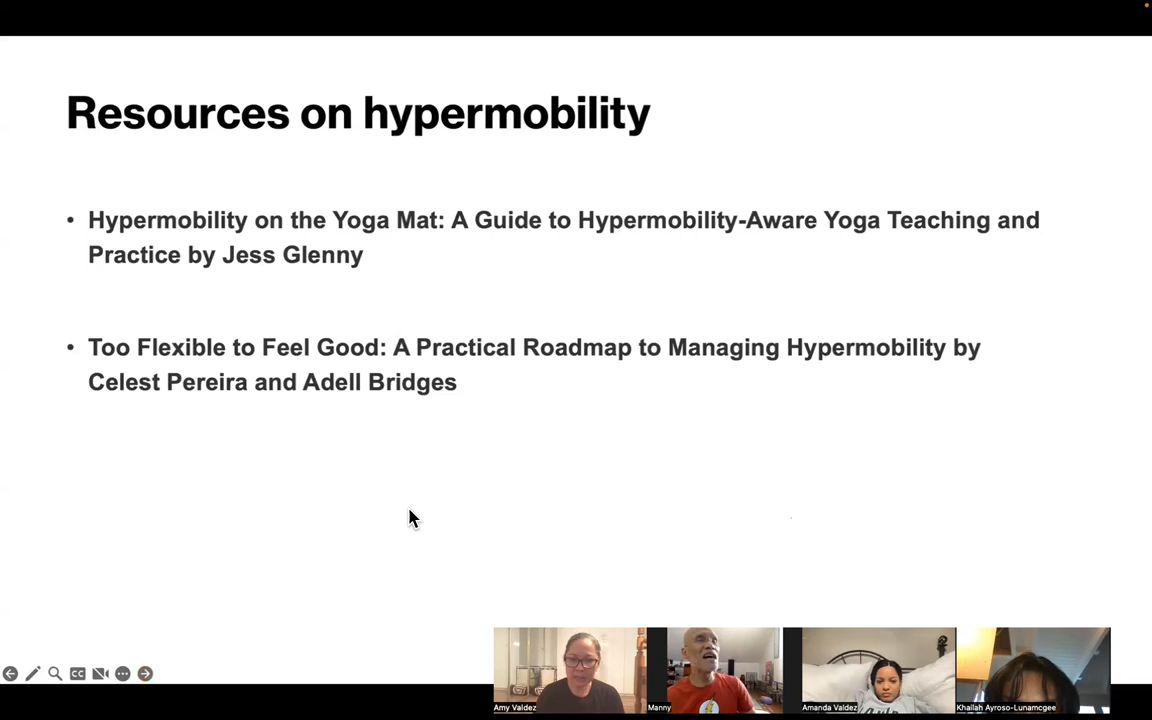 Resources on hypermobility
• Hypermobility on the Yoga Mat: A Guide to Hypermobility-Aware Yoga Teaching and
Practice by Jess Glenny
• Too Flexible to Feel Good: A Practical Roadmap to Managing Hypermobility by
Celest Pereira and Adell Bridges
CC
Amy Valdez
Manny
Amanda Valdez
Khailah Ayroso-Lunamcgee